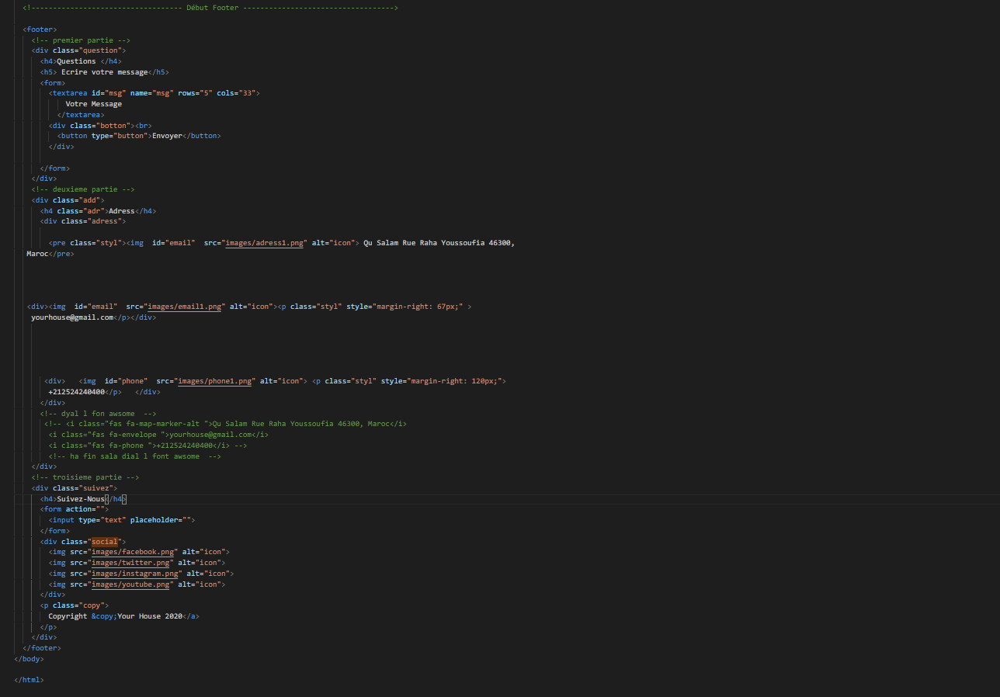 <!----------------------------------- Début Footer ----------------------------------->
<footer>
<!-- premier partie -->
<div class="question">
<h4>Questions </h4>
<h5> Ecrire votre message</h5>
<form>
<textarea id="msg" name="msg" rows="5" cols="33">
Votre Message
</textarea>
<div class="botton"><br>
<button type="button">Envoyer</button>
</div>
</form>
</div>
<!-- deuxieme partie -->
<div class="add">
<h4 class="adr">Adress</h4>
<div class="adress">
<pre class="styl"><img  id="email"  src="images/adress1.png" alt="icon"> Qu Salam Rue Raha Youssoufia 46300,
Maroc</pre>
<div><img  id="email"  src="images/email1.png" alt="icon"><p class="styl" style="margin-right: 67px;" >
yourhouse@gmail.com</p></div>
<div>   <img  id="phone"  src="images/phone1.png" alt="icon"> <p class="styl" style="margin-right: 120px;">
+212524240400</p>   </div>
</div>
<!-- dyal l fon awsome  -->
<!-- <i class="fas fa-map-marker-alt ">Qu Salam Rue Raha Youssoufia 46300, Maroc</i>
<i class="fas fa-envelope ">yourhouse@gmail.com</i>
<i class="fas fa-phone ">+212524240400</i> -->
<!-- ha fin sala dial l font awsome  -->
</div>
<!-- troisieme partie -->
<div class="suivez">
<h4>Suivez-Nous</h4>
<form action="">
<input type="text" placeholder="">
</form>
<div class="social">
<img src="images/facebook.png" alt="icon">
<img src="images/twitter.png" alt="icon">
<img src="images/instagram.png" alt="icon">
<img src="images/youtube.png" alt="icon">
</div>
<p class="copy">
Copyright &copy;Your House 2020</a>
</p>
</div>
</footer>
</body>
</html>